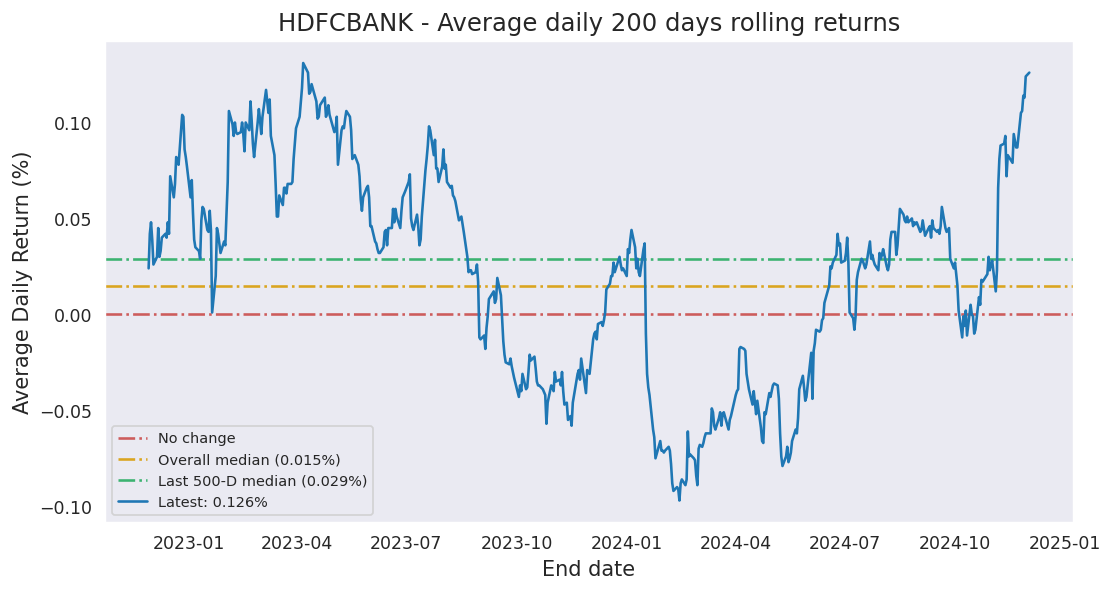 HDFCBANK - Average daily 200 days rolling returns
Average Daily Return (%)
0.10
0.05
0.00
−0.05
−0.10
No change
Overall median (0.015%)
Last 500-D median (0.029%)
Latest: 0.126%
2023-01 2023-04 2023-07 2023-10 2024-01 2024-04 2024-07 2024-10 2025-01
End date